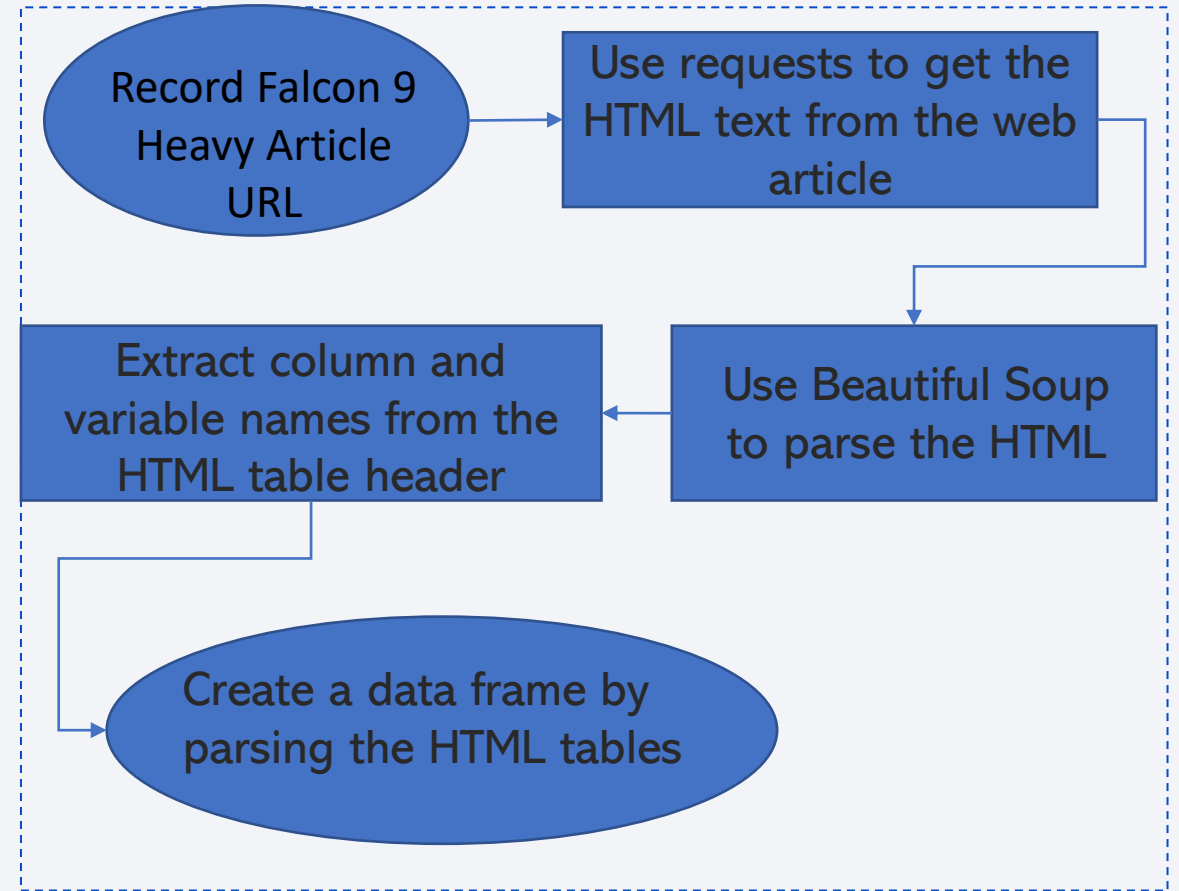 Record Falcon 9
Heavy Article
URL
Use requests to get the
HTML text from the web
article
Use Beautiful Soup
to parse the HTML
Extract column and
variable names from the
HTML table header
Create a data frame by
parsing the HTML tables